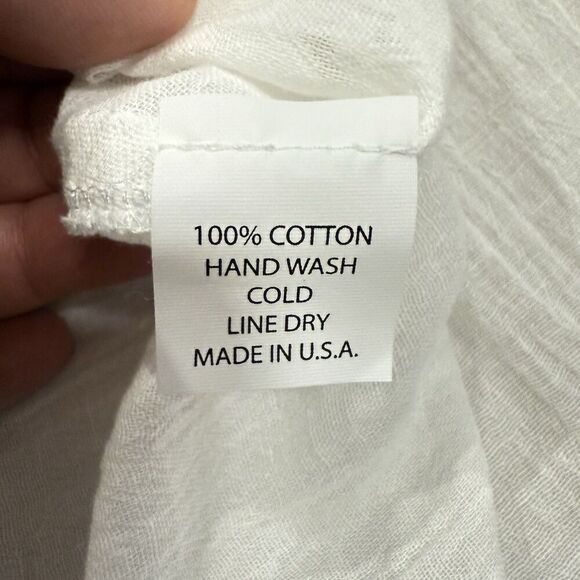 100% COTTON
HAND WASH
COLD
LINE DRY
MADE IN U.S.A.